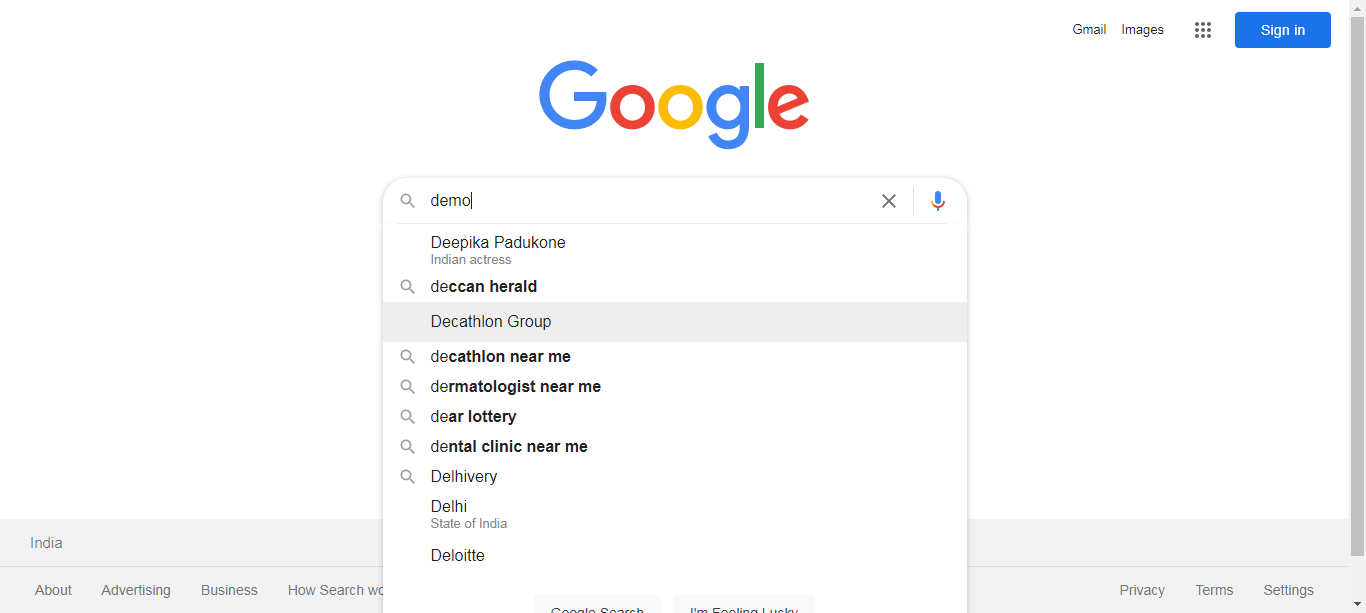 Gmail Images Sign in
Google
demo
Deepika Padukone
Indian actress
deccan herald
Decathlon Group
decathlon near me
dermatologist near me
dear lottery
dental clinic near me
Delhivery
Delhi
State of India
Deloitte
India
About Advertising Business How Search Privacy Terms Settings
Google Search I'm Feeling Lucky